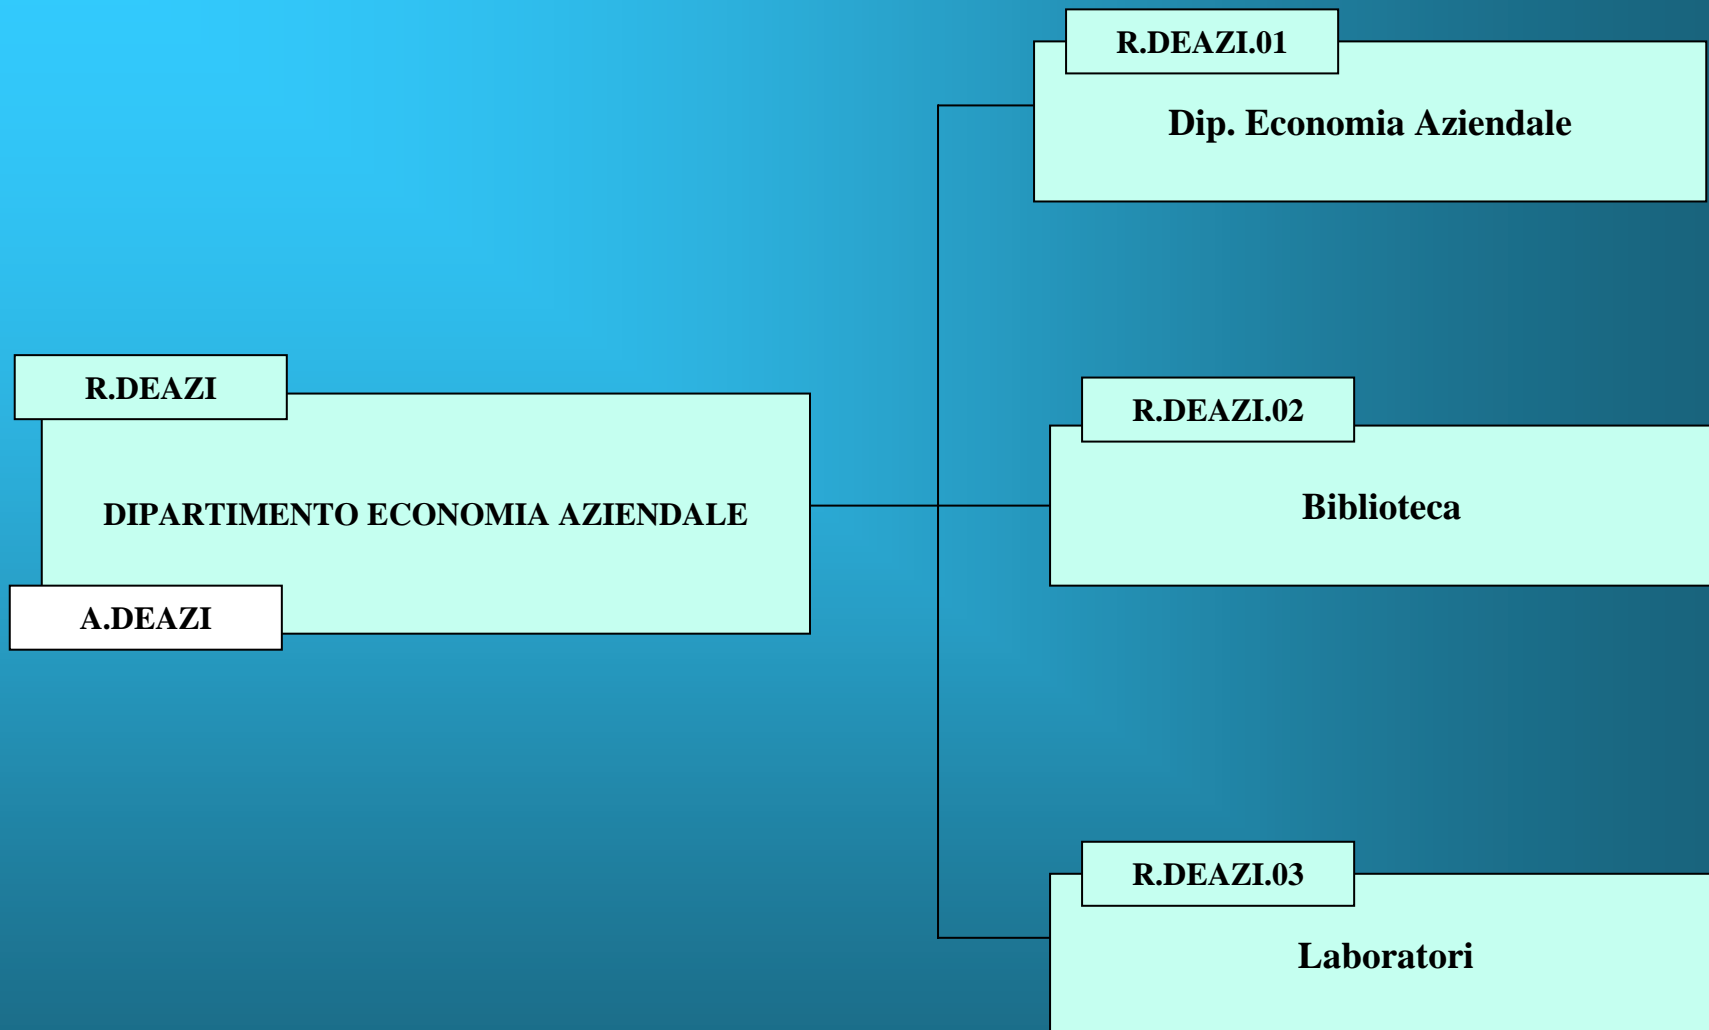 R.DEAZI.01
Dip. Economia Aziendale
R.DEAZI
DIPARTIMENTO ECONOMIA AZIENDALE
A.DEAZI
R.DEAZI.02
Biblioteca
R.DEAZI.03
Laboratori